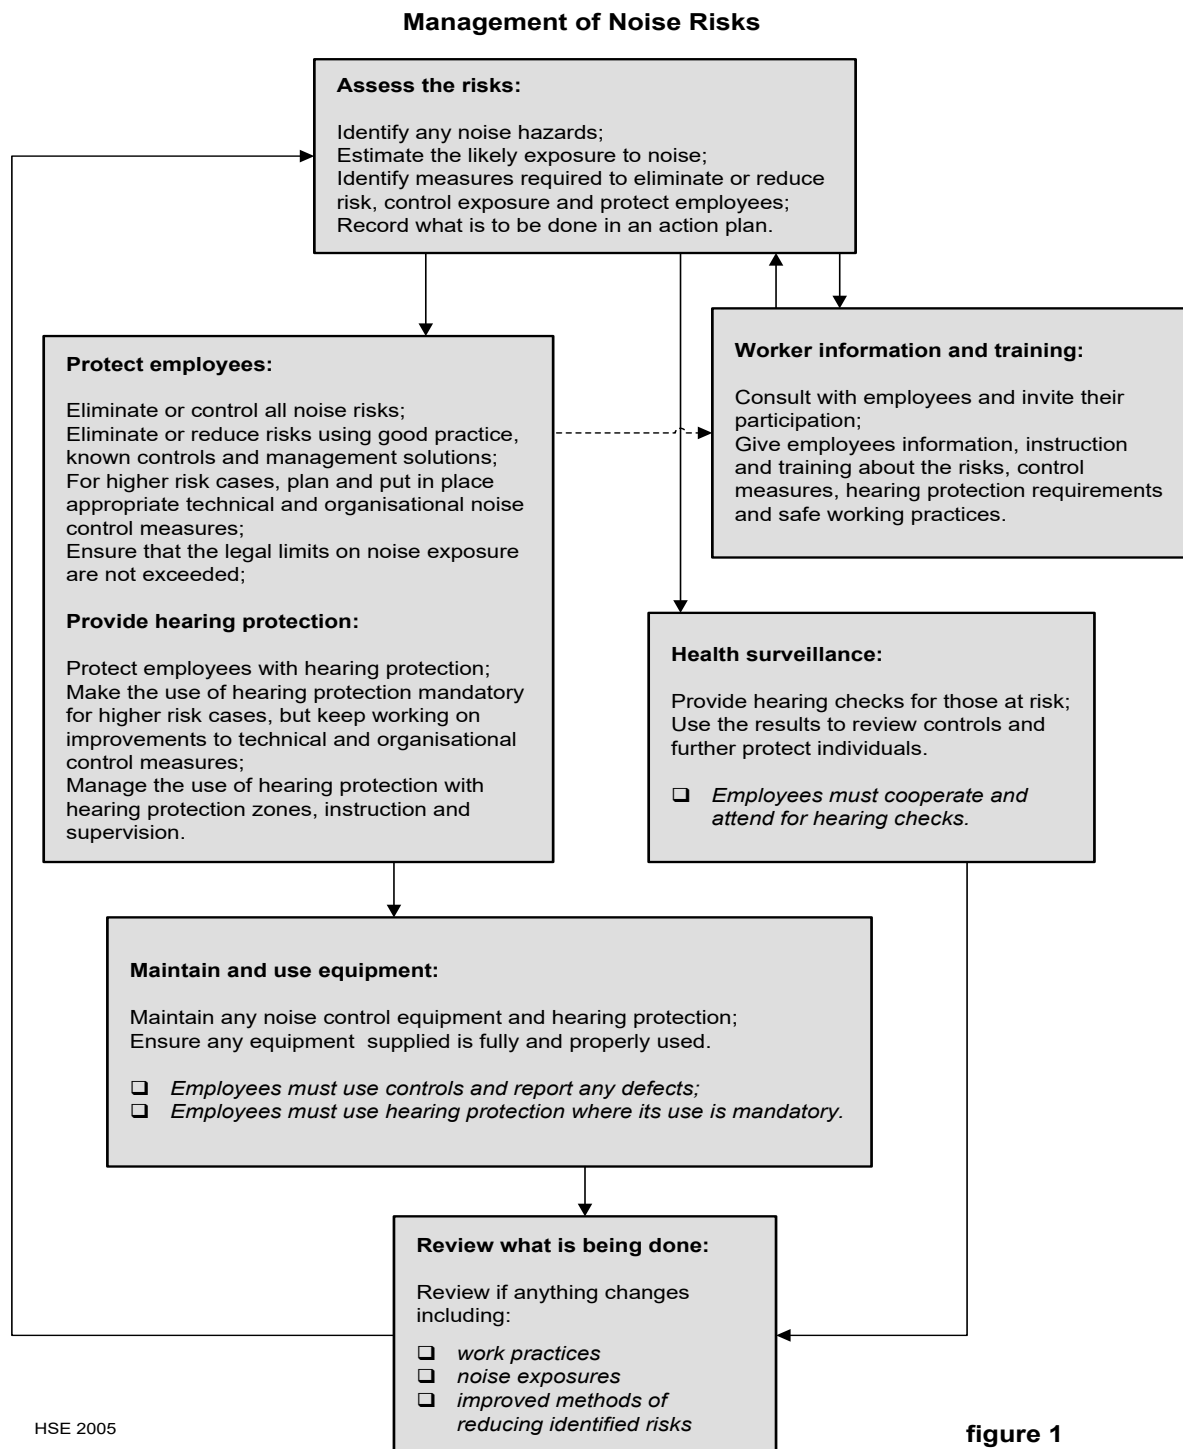 Management of Noise Risks
Assess the risks:
Identify any noise hazards;
Estimate the likely exposure to noise;
Identify measures required to eliminate or reduce
risk, control exposure and protect employees;
Record what is to be done in an action plan.
Protect employees:
Eliminate or control all noise risks;
Eliminate or reduce risks using good practice,
known controls and management solutions;
For higher risk cases, plan and put in place
appropriate technical and organisational noise
control measures;
Ensure that the legal limits on noise exposure
are not exceeded;
Provide hearing protection:
Protect employees with hearing protection;
Make the use of hearing protection mandatory
for higher risk cases, but keep working on
improvements to technical and organisational
control measures;
Manage the use of hearing protection with
hearing protection zones, instruction and
supervision.
Worker information and training:
Consult with employees and invite their
participation;
Give employees information, instruction
and training about the risks, control
measures, hearing protection requirements
and safe working practices.
Health surveillance:
Provide hearing checks for those at risk;
Use the results to review controls and
further protect individuals.
❑ Employees must cooperate and
attend for hearing checks.
Maintain and use equipment:
Maintain any noise control equipment and hearing protection;
Ensure any equipment  supplied is fully and properly used.
❑ Employees must use controls and report any defects;
❑ Employees must use hearing protection where its use is mandatory.
Review what is being done:
Review if anything changes
including:
❑ work practices
❑ noise exposures
❑ improved methods of
reducing identified risks
HSE 2005
figure 1